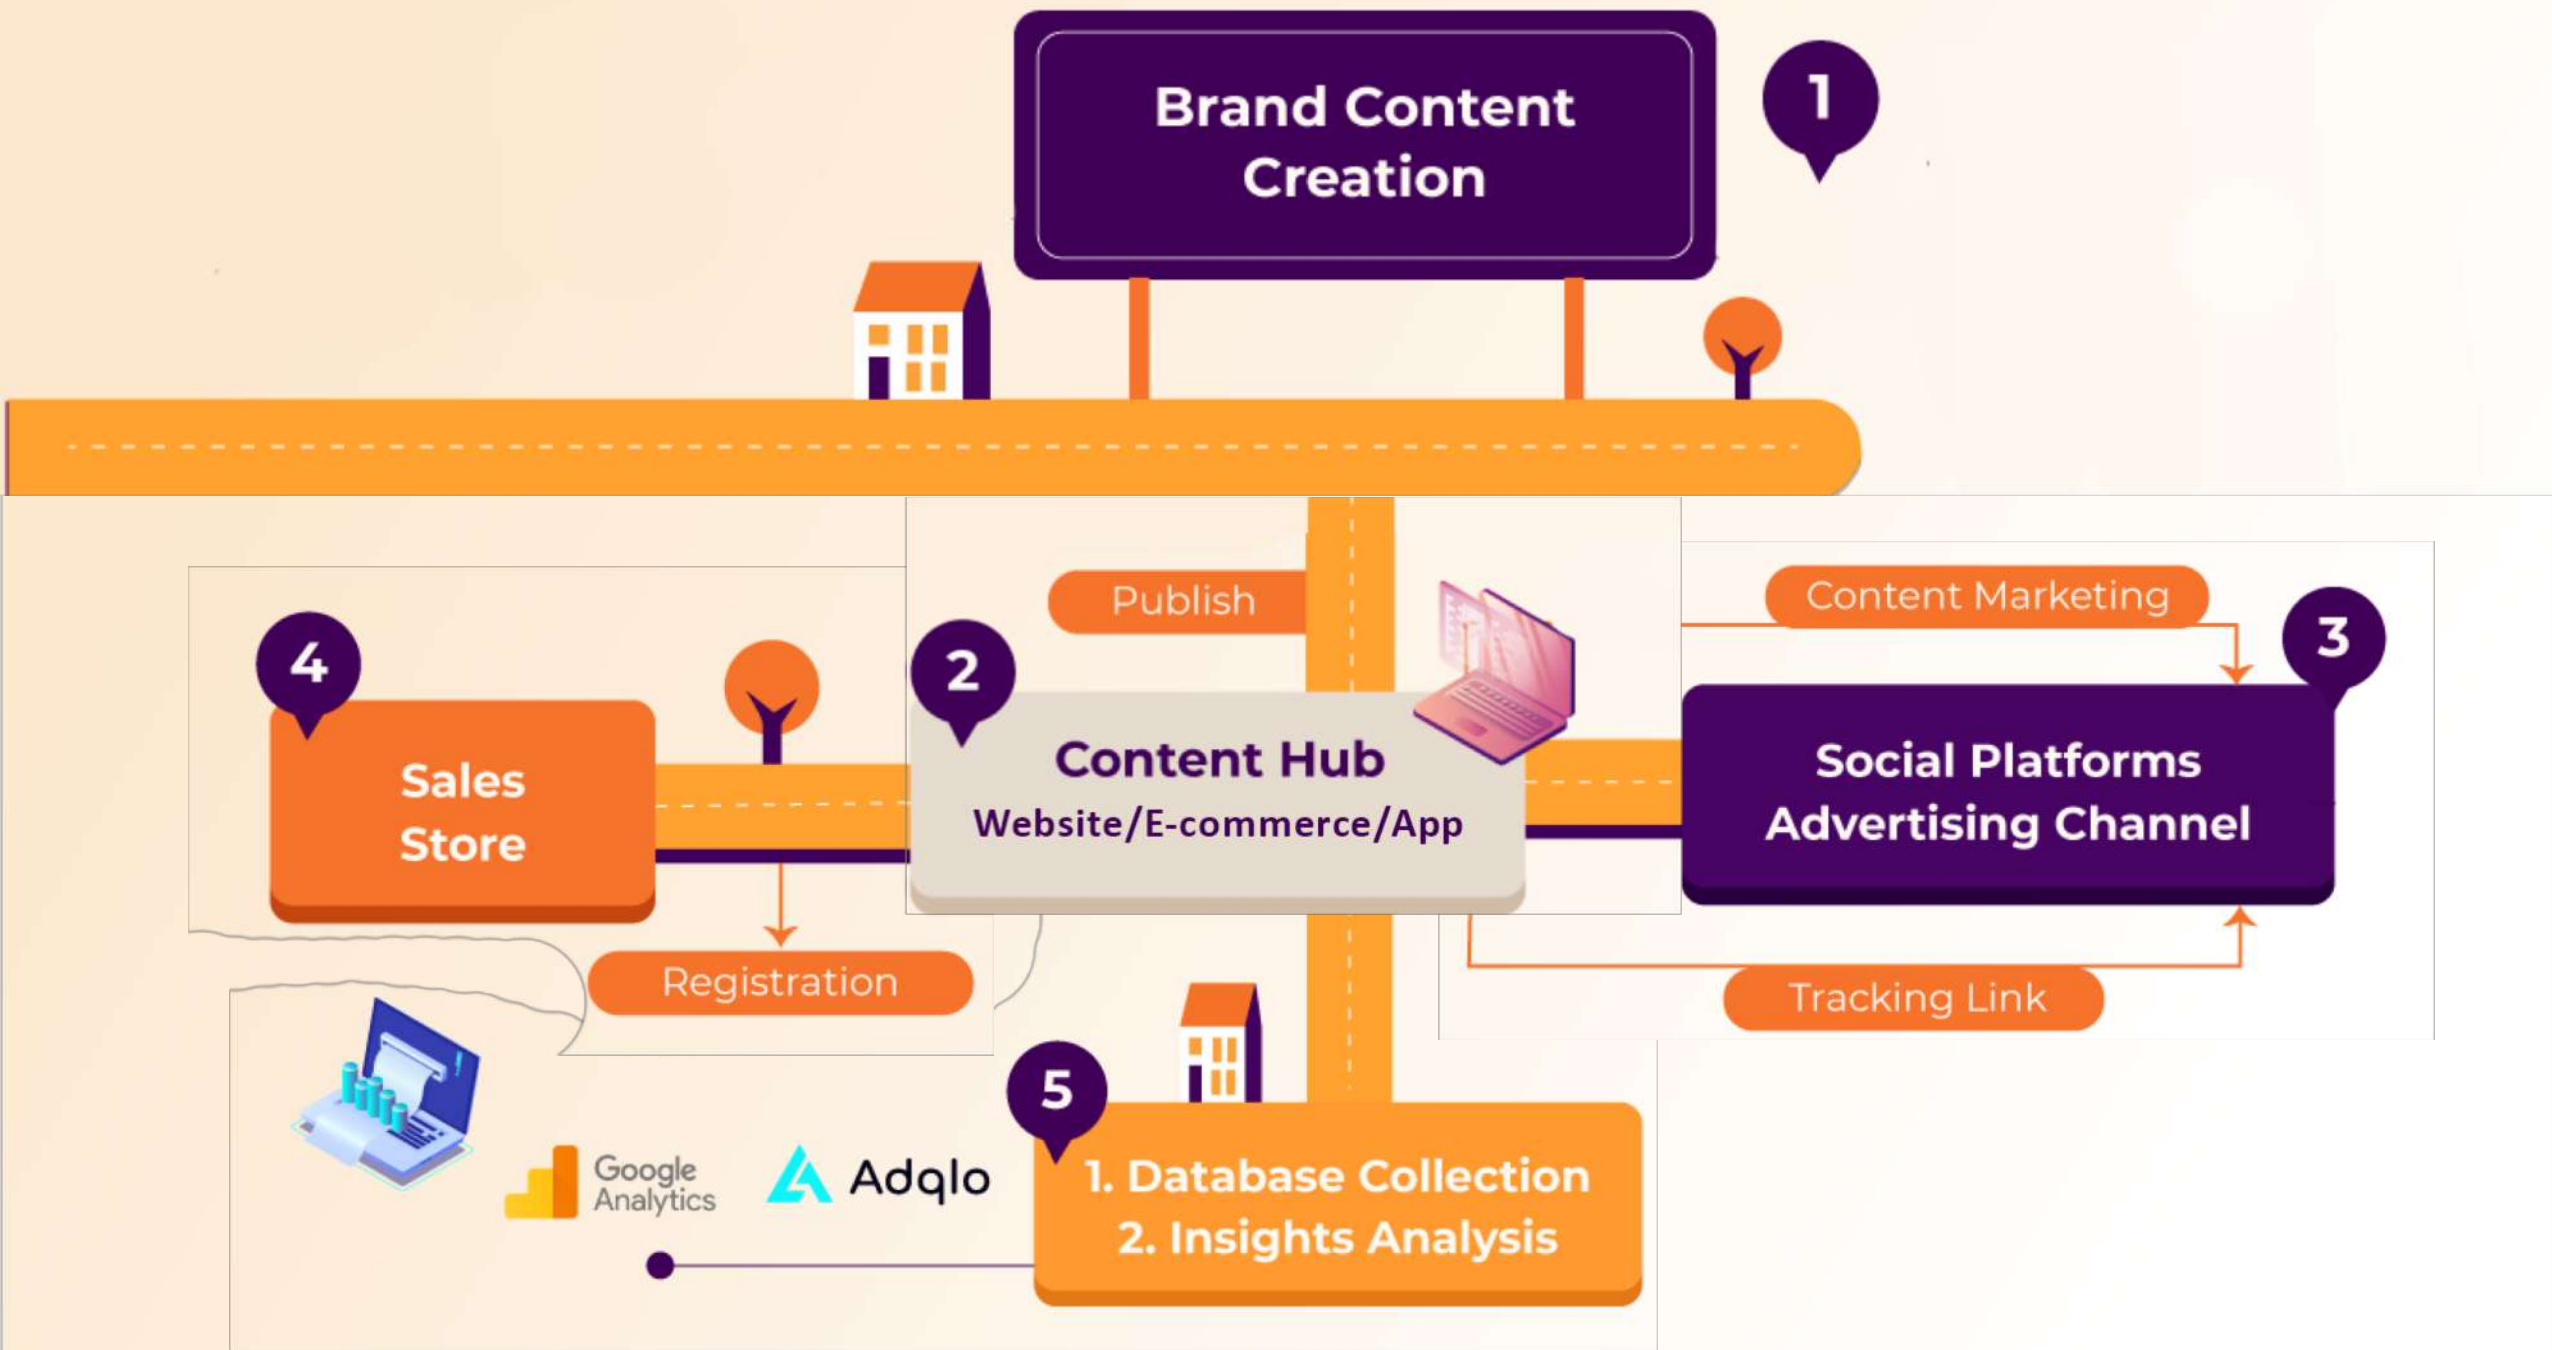 Brand Content
Creation
1
Publish
Content Marketing
4
2
3
Sales
Store
Content Hub
Website/E-commerce/App
Social Platforms
Advertising Channel
Registration
Tracking Link
5
Google
Analytics
Adqlo
1. Database Collection
2. Insights Analysis